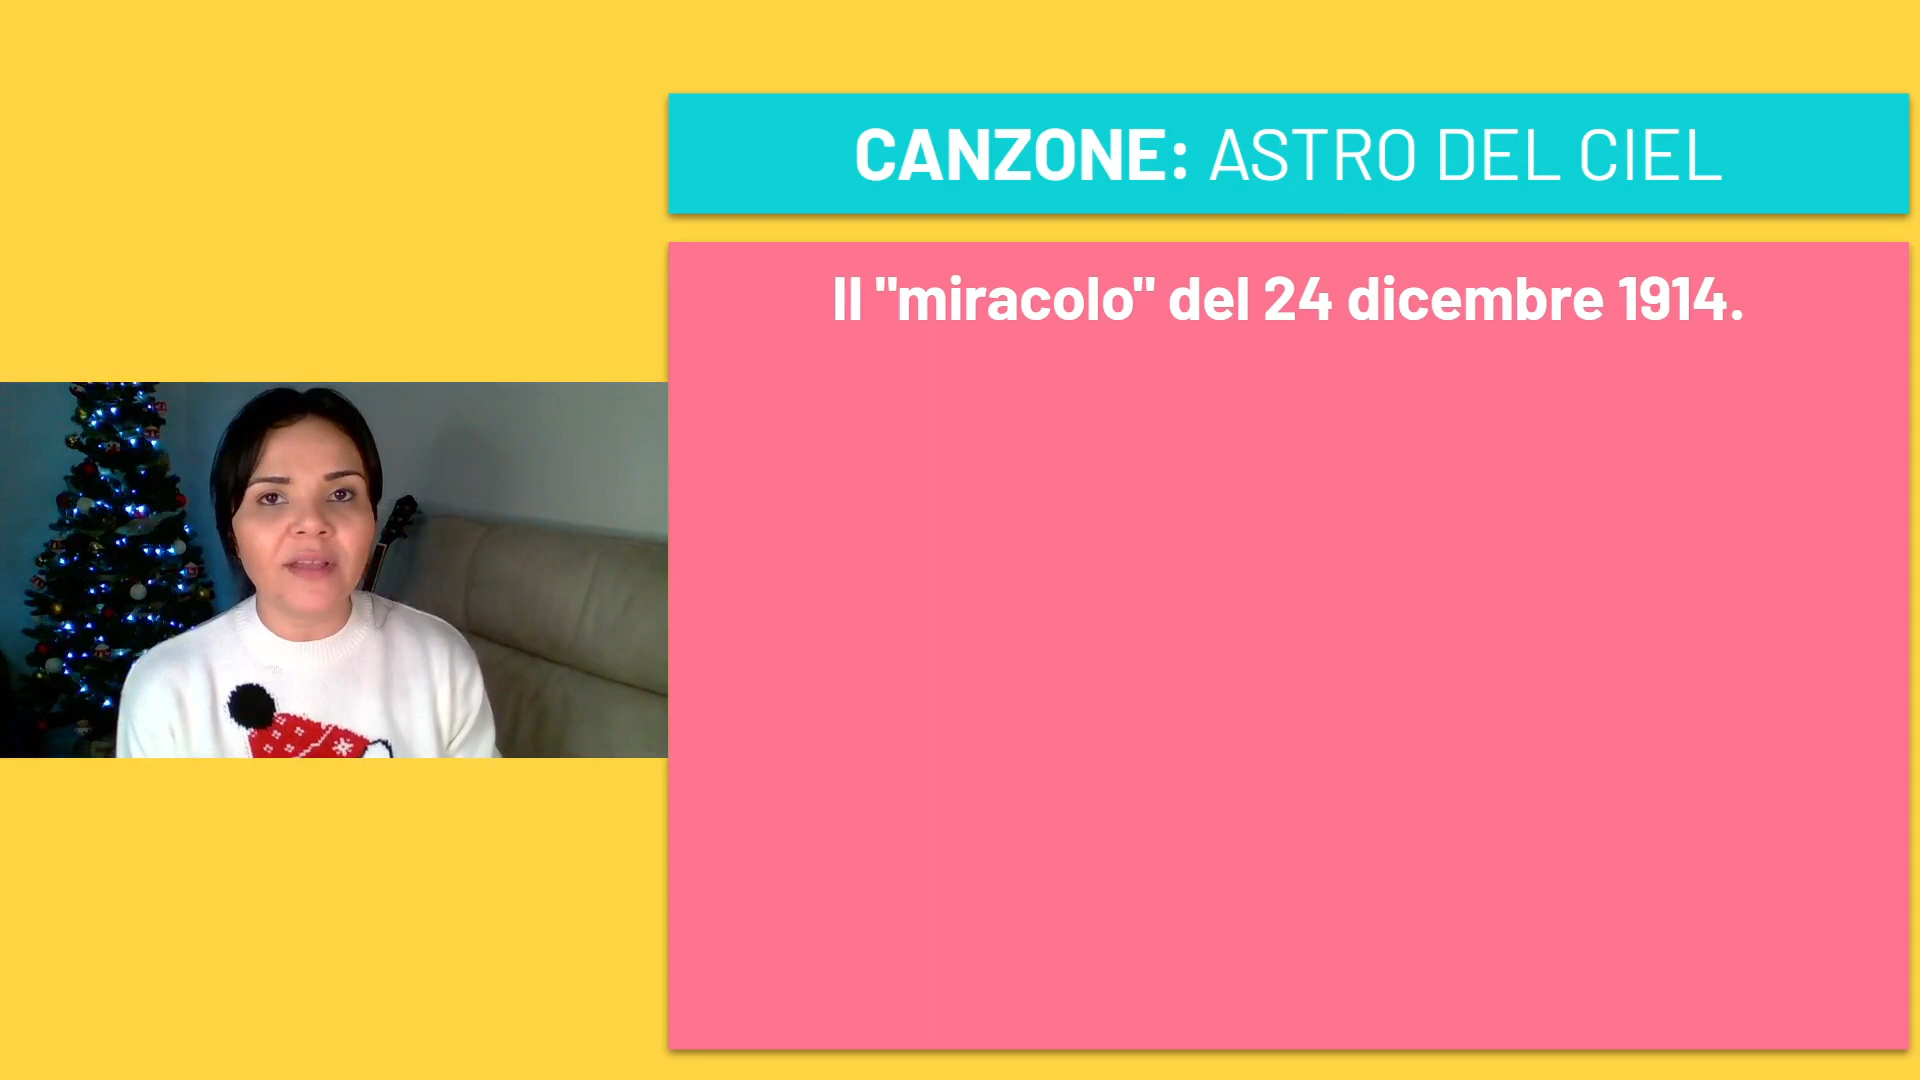 CANZONE: ASTRO DEL CIEL
Il "miracolo" del 24 dicembre 1914.